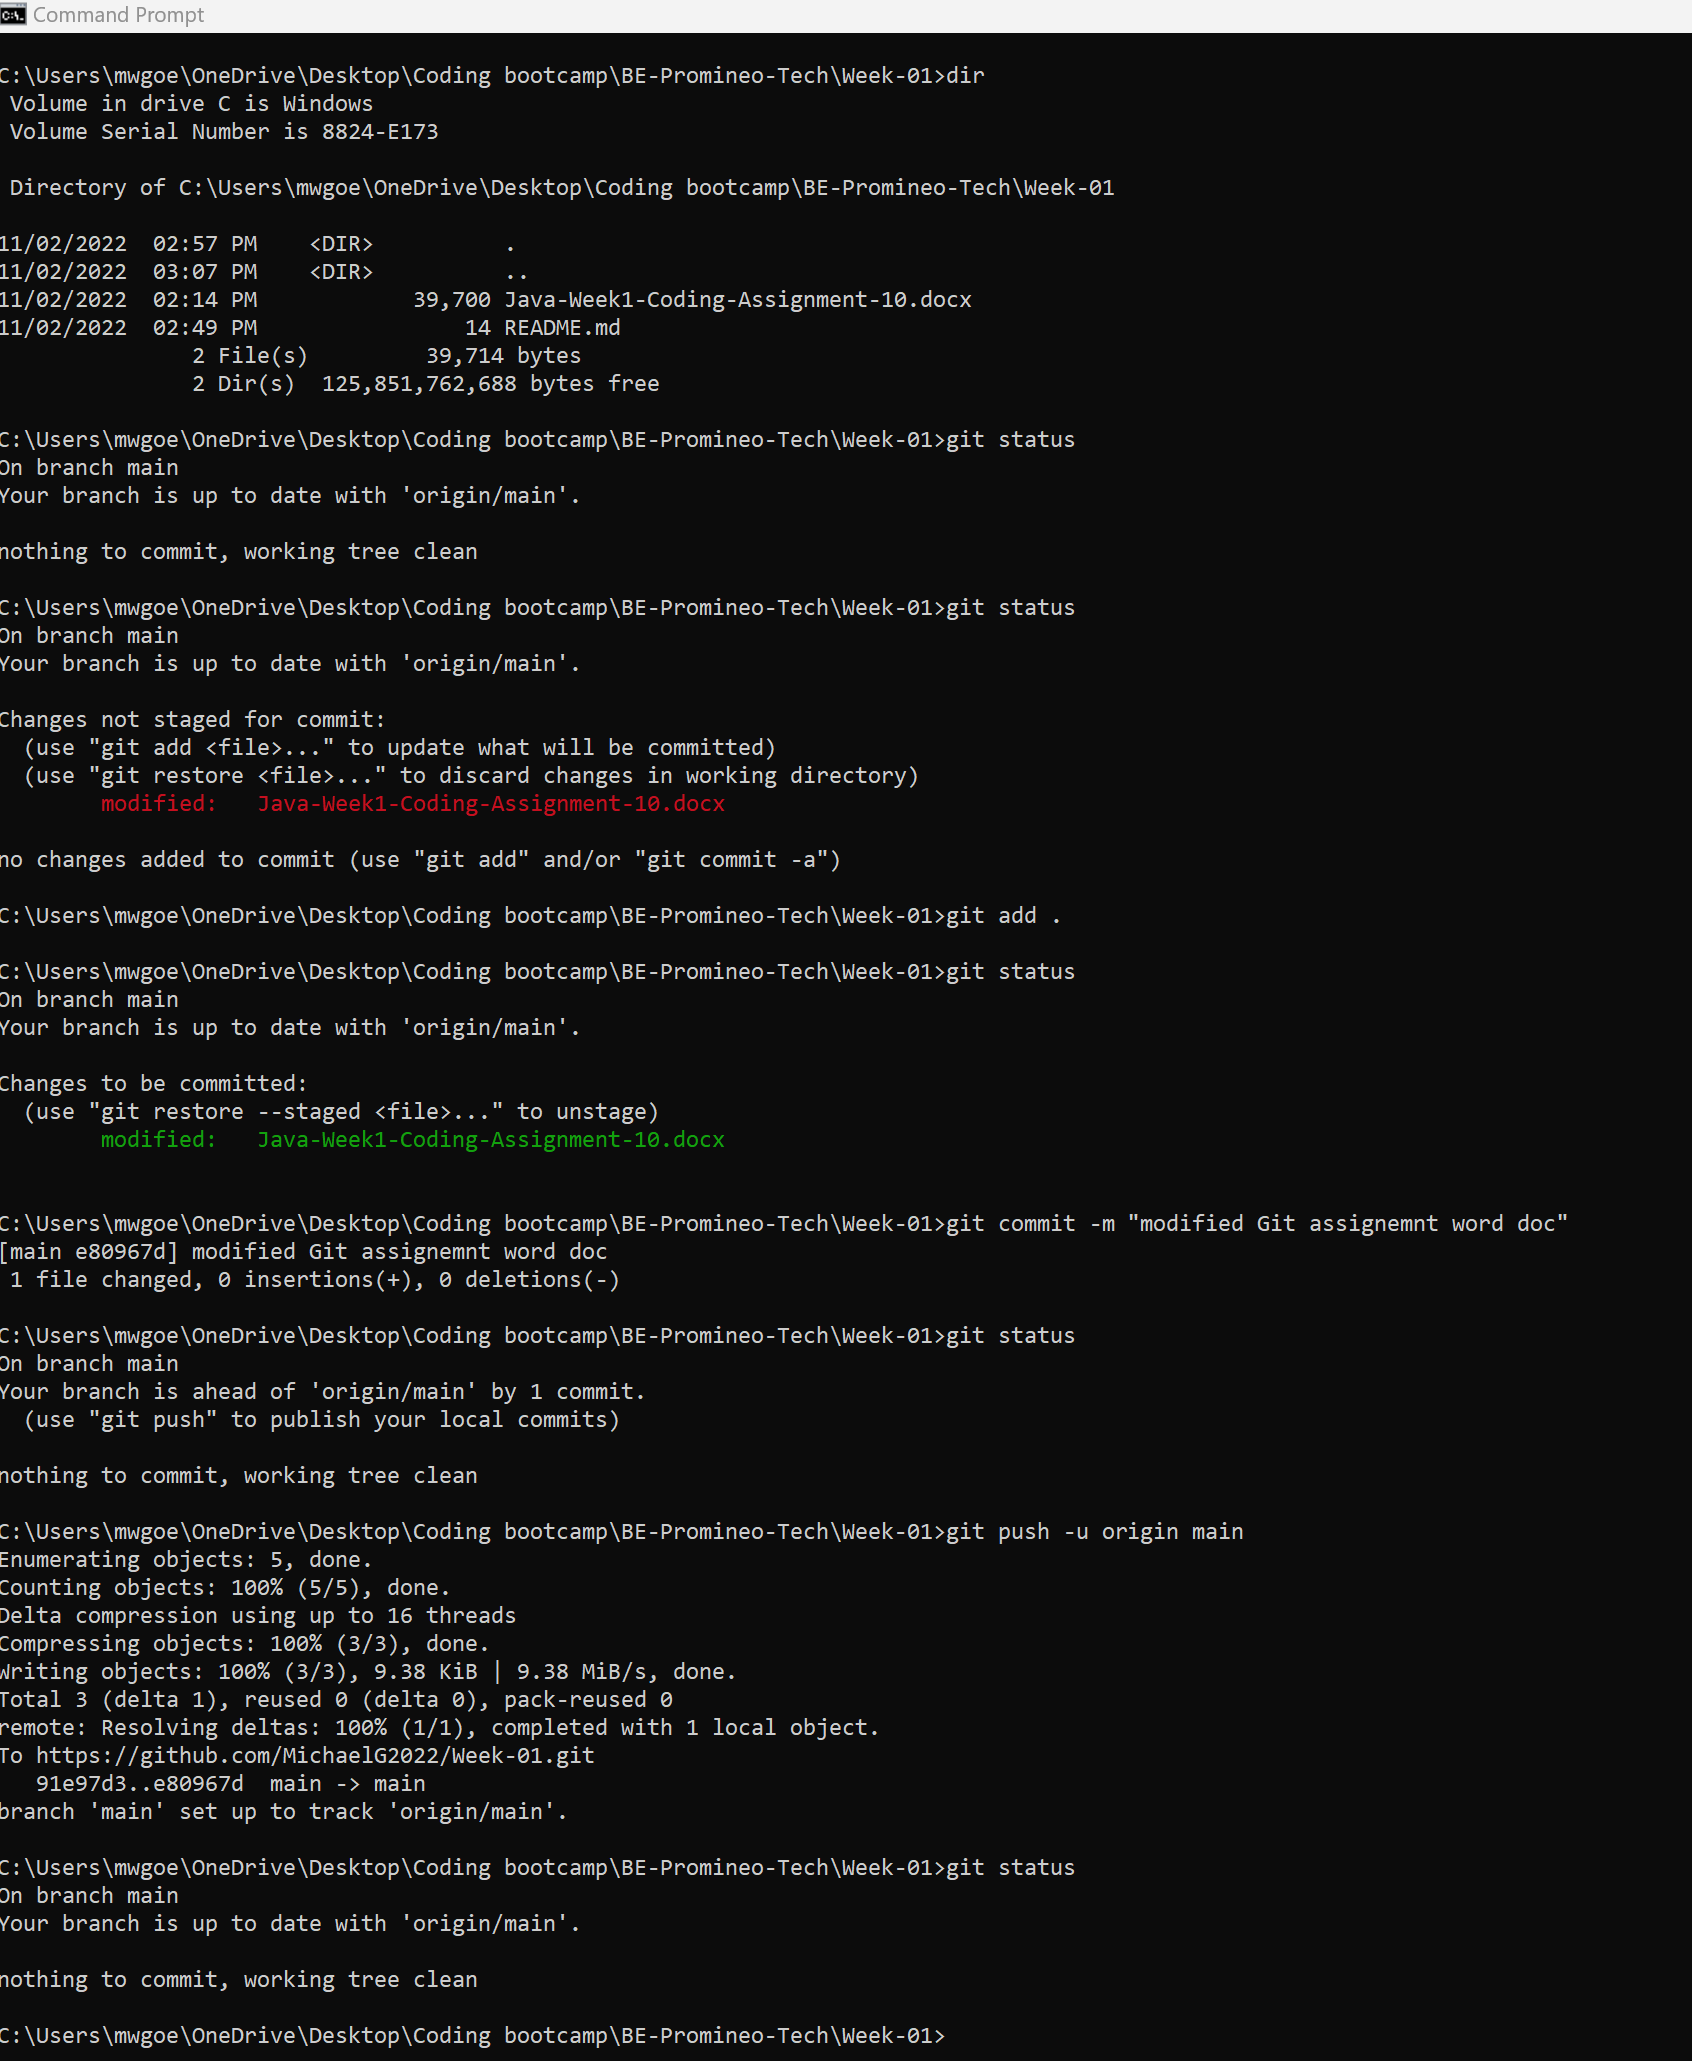 Command Prompt
C:\Users\mwgoe\OneDrive\Desktop\Coding bootcamp\BE-Promineo-Tech\Week-01>dir
 Volume in drive C is Windows
 Volume Serial Number is 8824-E173
 Directory of C:\Users\mwgoe\OneDrive\Desktop\Coding bootcamp\BE-Promineo-Tech\Week-01
11/02/2022  02:57 PM    <DIR>          .
11/02/2022  03:07 PM    <DIR>          ..
11/02/2022  02:14 PM            39,700 Java-Week1-Coding-Assignment-10.docx
11/02/2022  02:49 PM                14 README.md
               2 File(s)         39,714 bytes
               2 Dir(s)  125,851,762,688 bytes free
C:\Users\mwgoe\OneDrive\Desktop\Coding bootcamp\BE-Promineo-Tech\Week-01>git status
On branch main
Your branch is up to date with 'origin/main'.
nothing to commit, working tree clean
C:\Users\mwgoe\OneDrive\Desktop\Coding bootcamp\BE-Promineo-Tech\Week-01>git status
On branch main
Your branch is up to date with 'origin/main'.
Changes not staged for commit:
  (use "git add <file>..." to update what will be committed)
  (use "git restore <file>..." to discard changes in working directory)
        modified:   Java-Week1-Coding-Assignment-10.docx
no changes added to commit (use "git add" and/or "git commit -a")
C:\Users\mwgoe\OneDrive\Desktop\Coding bootcamp\BE-Promineo-Tech\Week-01>git add .
C:\Users\mwgoe\OneDrive\Desktop\Coding bootcamp\BE-Promineo-Tech\Week-01>git status
On branch main
Your branch is up to date with 'origin/main'.
Changes to be committed:
  (use "git restore --staged <file>..." to unstage)
        modified:   Java-Week1-Coding-Assignment-10.docx
C:\Users\mwgoe\OneDrive\Desktop\Coding bootcamp\BE-Promineo-Tech\Week-01>git commit -m "modified Git assignemnt word doc"
[main e80967d] modified Git assignemnt word doc
 1 file changed, 0 insertions(+), 0 deletions(-)
C:\Users\mwgoe\OneDrive\Desktop\Coding bootcamp\BE-Promineo-Tech\Week-01>git status
On branch main
Your branch is ahead of 'origin/main' by 1 commit.
  (use "git push" to publish your local commits)
nothing to commit, working tree clean
C:\Users\mwgoe\OneDrive\Desktop\Coding bootcamp\BE-Promineo-Tech\Week-01>git push -u origin main
Enumerating objects: 5, done.
Counting objects: 100% (5/5), done.
Delta compression using up to 16 threads
Compressing objects: 100% (3/3), done.
Writing objects: 100% (3/3), 9.38 KiB | 9.38 MiB/s, done.
Total 3 (delta 1), reused 0 (delta 0), pack-reused 0
remote: Resolving deltas: 100% (1/1), completed with 1 local object.
To https://github.com/MichaelG2022/Week-01.git
   91e97d3..e80967d  main -> main
branch 'main' set up to track 'origin/main'.
C:\Users\mwgoe\OneDrive\Desktop\Coding bootcamp\BE-Promineo-Tech\Week-01>git status
On branch main
Your branch is up to date with 'origin/main'.
nothing to commit, working tree clean
C:\Users\mwgoe\OneDrive\Desktop\Coding bootcamp\BE-Promineo-Tech\Week-01>